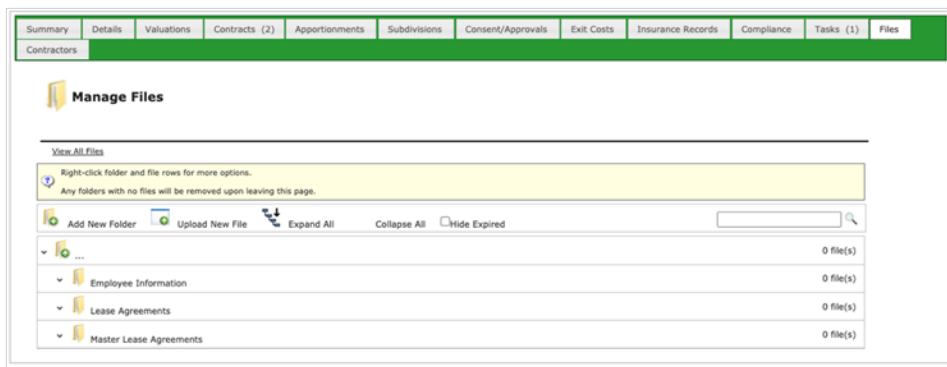 Summary Details Valuations Contracts (2) Apportionments Subdivisions Consent/Approvals Exit Costs Insurance Records Compliance Tasks (1) Files
Contractors
Manage Files
View All Files
Right-click folder and file rows for more options.
Any folders with no files will be removed upon leaving this page.
Add New Folder Upload New File Expand All Collapse All Hide Expired
... 0 file(s)
Employee Information 0 file(s)
Lease Agreements 0 file(s)
Master Lease Agreements 0 file(s)